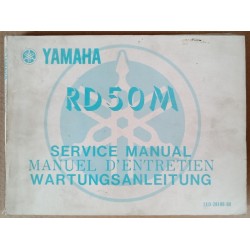 YAMAHA
RD50M
SERVICE MANUAL
MANUEL D'ENTRETIEN
WARTUNGSANLEITUNG